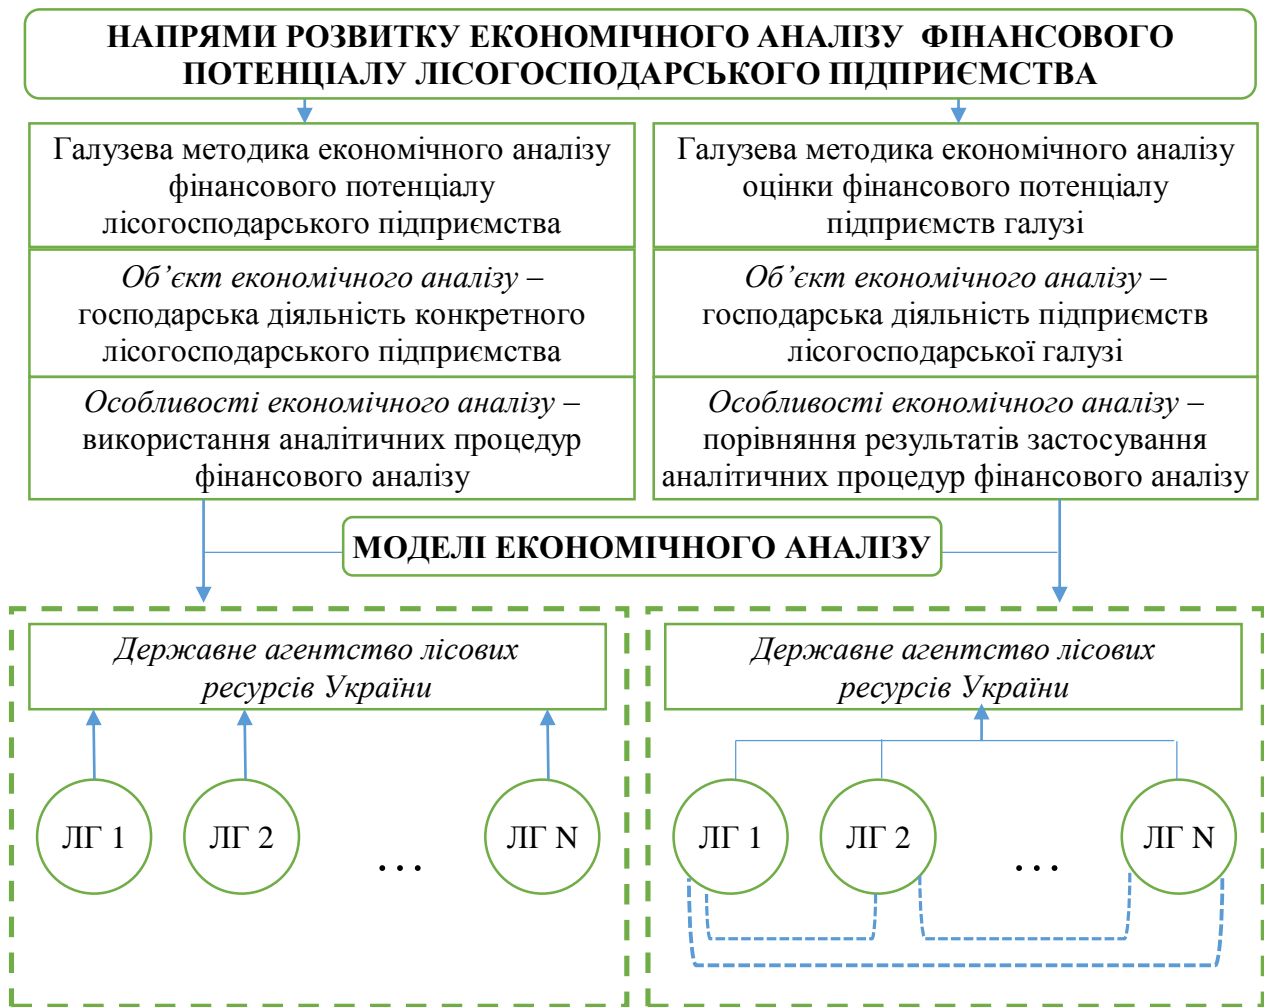 НАПРЯМИ РОЗВИТКУ ЕКОНОМІЧНОГО АНАЛІЗУ ФІНАНСОВОГО
ПОТЕНЦІАЛУ ЛІСОГОСПОДАРСЬКОГО ПІДПРИЄМСТВА
Галузева методика економічного аналізу
фінансового потенціалу
лісогосподарського підприємства
Об’єкт економічного аналізу –
господарська діяльність конкретного
лісогосподарського підприємства
Особливості економічного аналізу –
використання аналітичних процедур
фінансового аналізу
Галузева методика економічного аналізу
оцінки фінансового потенціалу
підприємств галузі
Об’єкт економічного аналізу –
господарська діяльність підприємств
лісогосподарської галузі
Особливості економічного аналізу –
порівняння результатів застосування
аналітичних процедур фінансового аналізу
МОДЕЛІ ЕКОНОМІЧНОГО АНАЛІЗУ
Державне агентство лісових
ресурсів України
ЛГ 1
ЛГ 2
...
ЛГ N
Державне агентство лісових
ресурсів України
ЛГ 1
ЛГ 2
...
ЛГ N